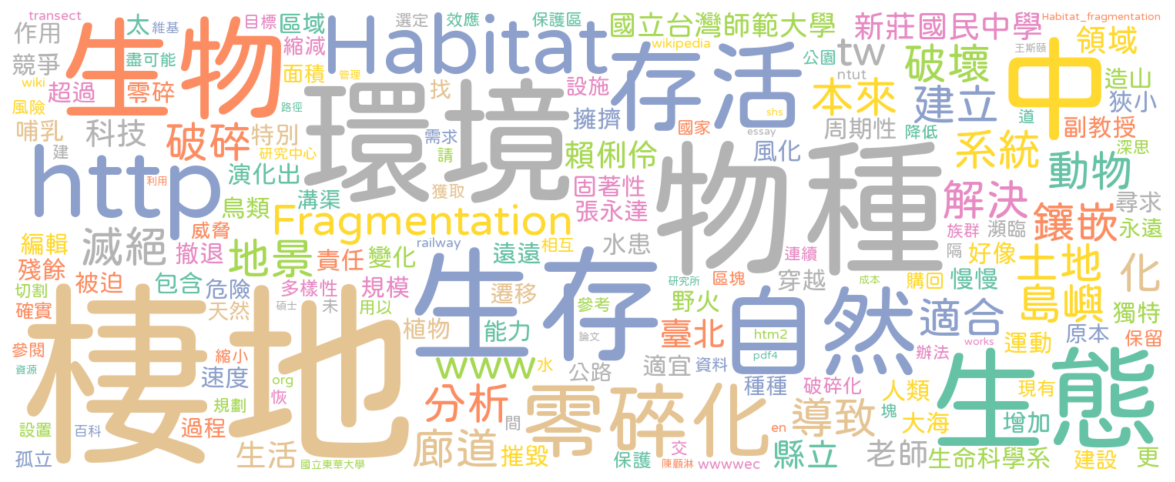 transect 維基 目標 選定 效應 保護區 國立台灣師範大學 新莊國民中學 Habitat_fragmentation
作用 生物 太 區域 Habitat wikipedia tw 公園 王斯頤 領域
競爭 盡可能 縮減 存活 破壞 ntut 中 造山
wiki 超過 零碎 面積 找 設施 本來 建立 狹小
風險 管理 環境 擁擠 國家 shs 周期性 降低 道 副教授
哺乳 科技 破碎 特別 路徑 需求 請 essay 系統 深思
建 研究中心 賴俐伶 風化 物種 動物
http 利用 演化出 溝渠 獲取 固著性 解決 尋求
鳥類 威脅 Fragmentation 張永達 族群 瀕臨 鑲嵌 永遠
編輯 滅絕 撤退 地景 責任 變化 railway 遠遠 相互 水患 連續 隔 好像 土地 化
殘餘 被迫 包含 危險 多樣性 規模 生存 遷移 研究所 區塊 穿越 成本 購回 慢慢 島嶼
切割 確實 棲地 天然 碩士 未 用以 參考 野火 自然 適合 獨特
參閱 縮小 植物 能力 論文 臺北 htm2 辦法 works 運動 原本 保留
資源 速度 org 恢 www 水 公路 適宜 資料 pdf4 生態
規劃 分析 零碎化 種種 破碎化 人類 塊 現有
設置 百科 過程 間 導致 大海 增加
孤立 國立東華大學 生活 廊道 摧毀 保護 交 陳顧淋 wwwwec en 縣立 老師 生命科學系 建設 更